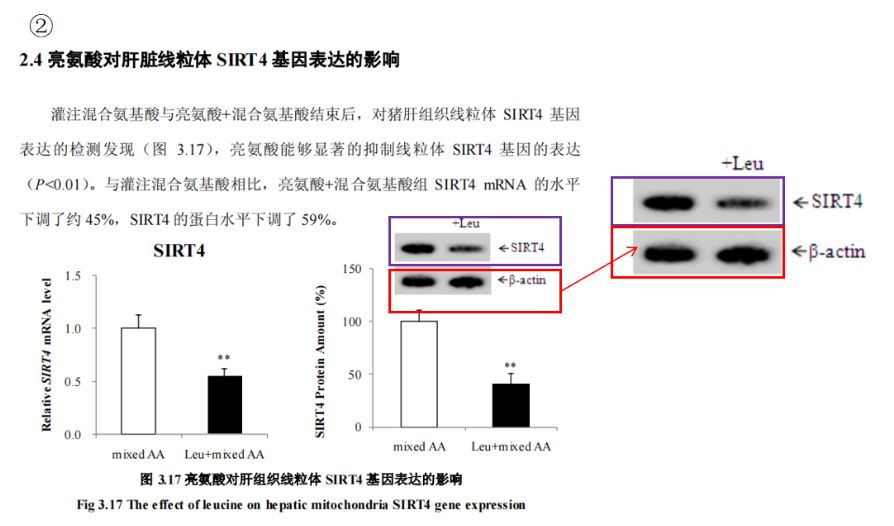 ②
2.4 亮氨酸对肝脏线粒体 SIRT4 基因表达的影响
灌注混合氨基酸与亮氨酸+混合氨基酸结束后，对猪肝组织线粒体 SIRT4 基因
表达的检测发现（图 3.17），亮氨酸能够显著的抑制线粒体 SIRT4 基因的表达
（P<0.01）。与灌注混合氨基酸相比，亮氨酸+混合氨基酸组 SIRT4 mRNA 的水平
下调了约 45%，SIRT4 的蛋白水平下调了 59%。
SIRT4
Relative SIRT4 mRNA level
1.5
1.0
0.5
0.0
**
mixed AA
Leu+mixed AA
+Leu
←SIRT4
←β-actin
SIRT4 Protein Amount (%)
150
100
50
0
**
mixed AA
Leu+mixed AA
+Leu
←SIRT4
←β-actin
图 3.17 亮氨酸对肝组织线粒体 SIRT4 基因表达的影响
Fig 3.17 The effect of leucine on hepatic mitochondria SIRT4 gene expression